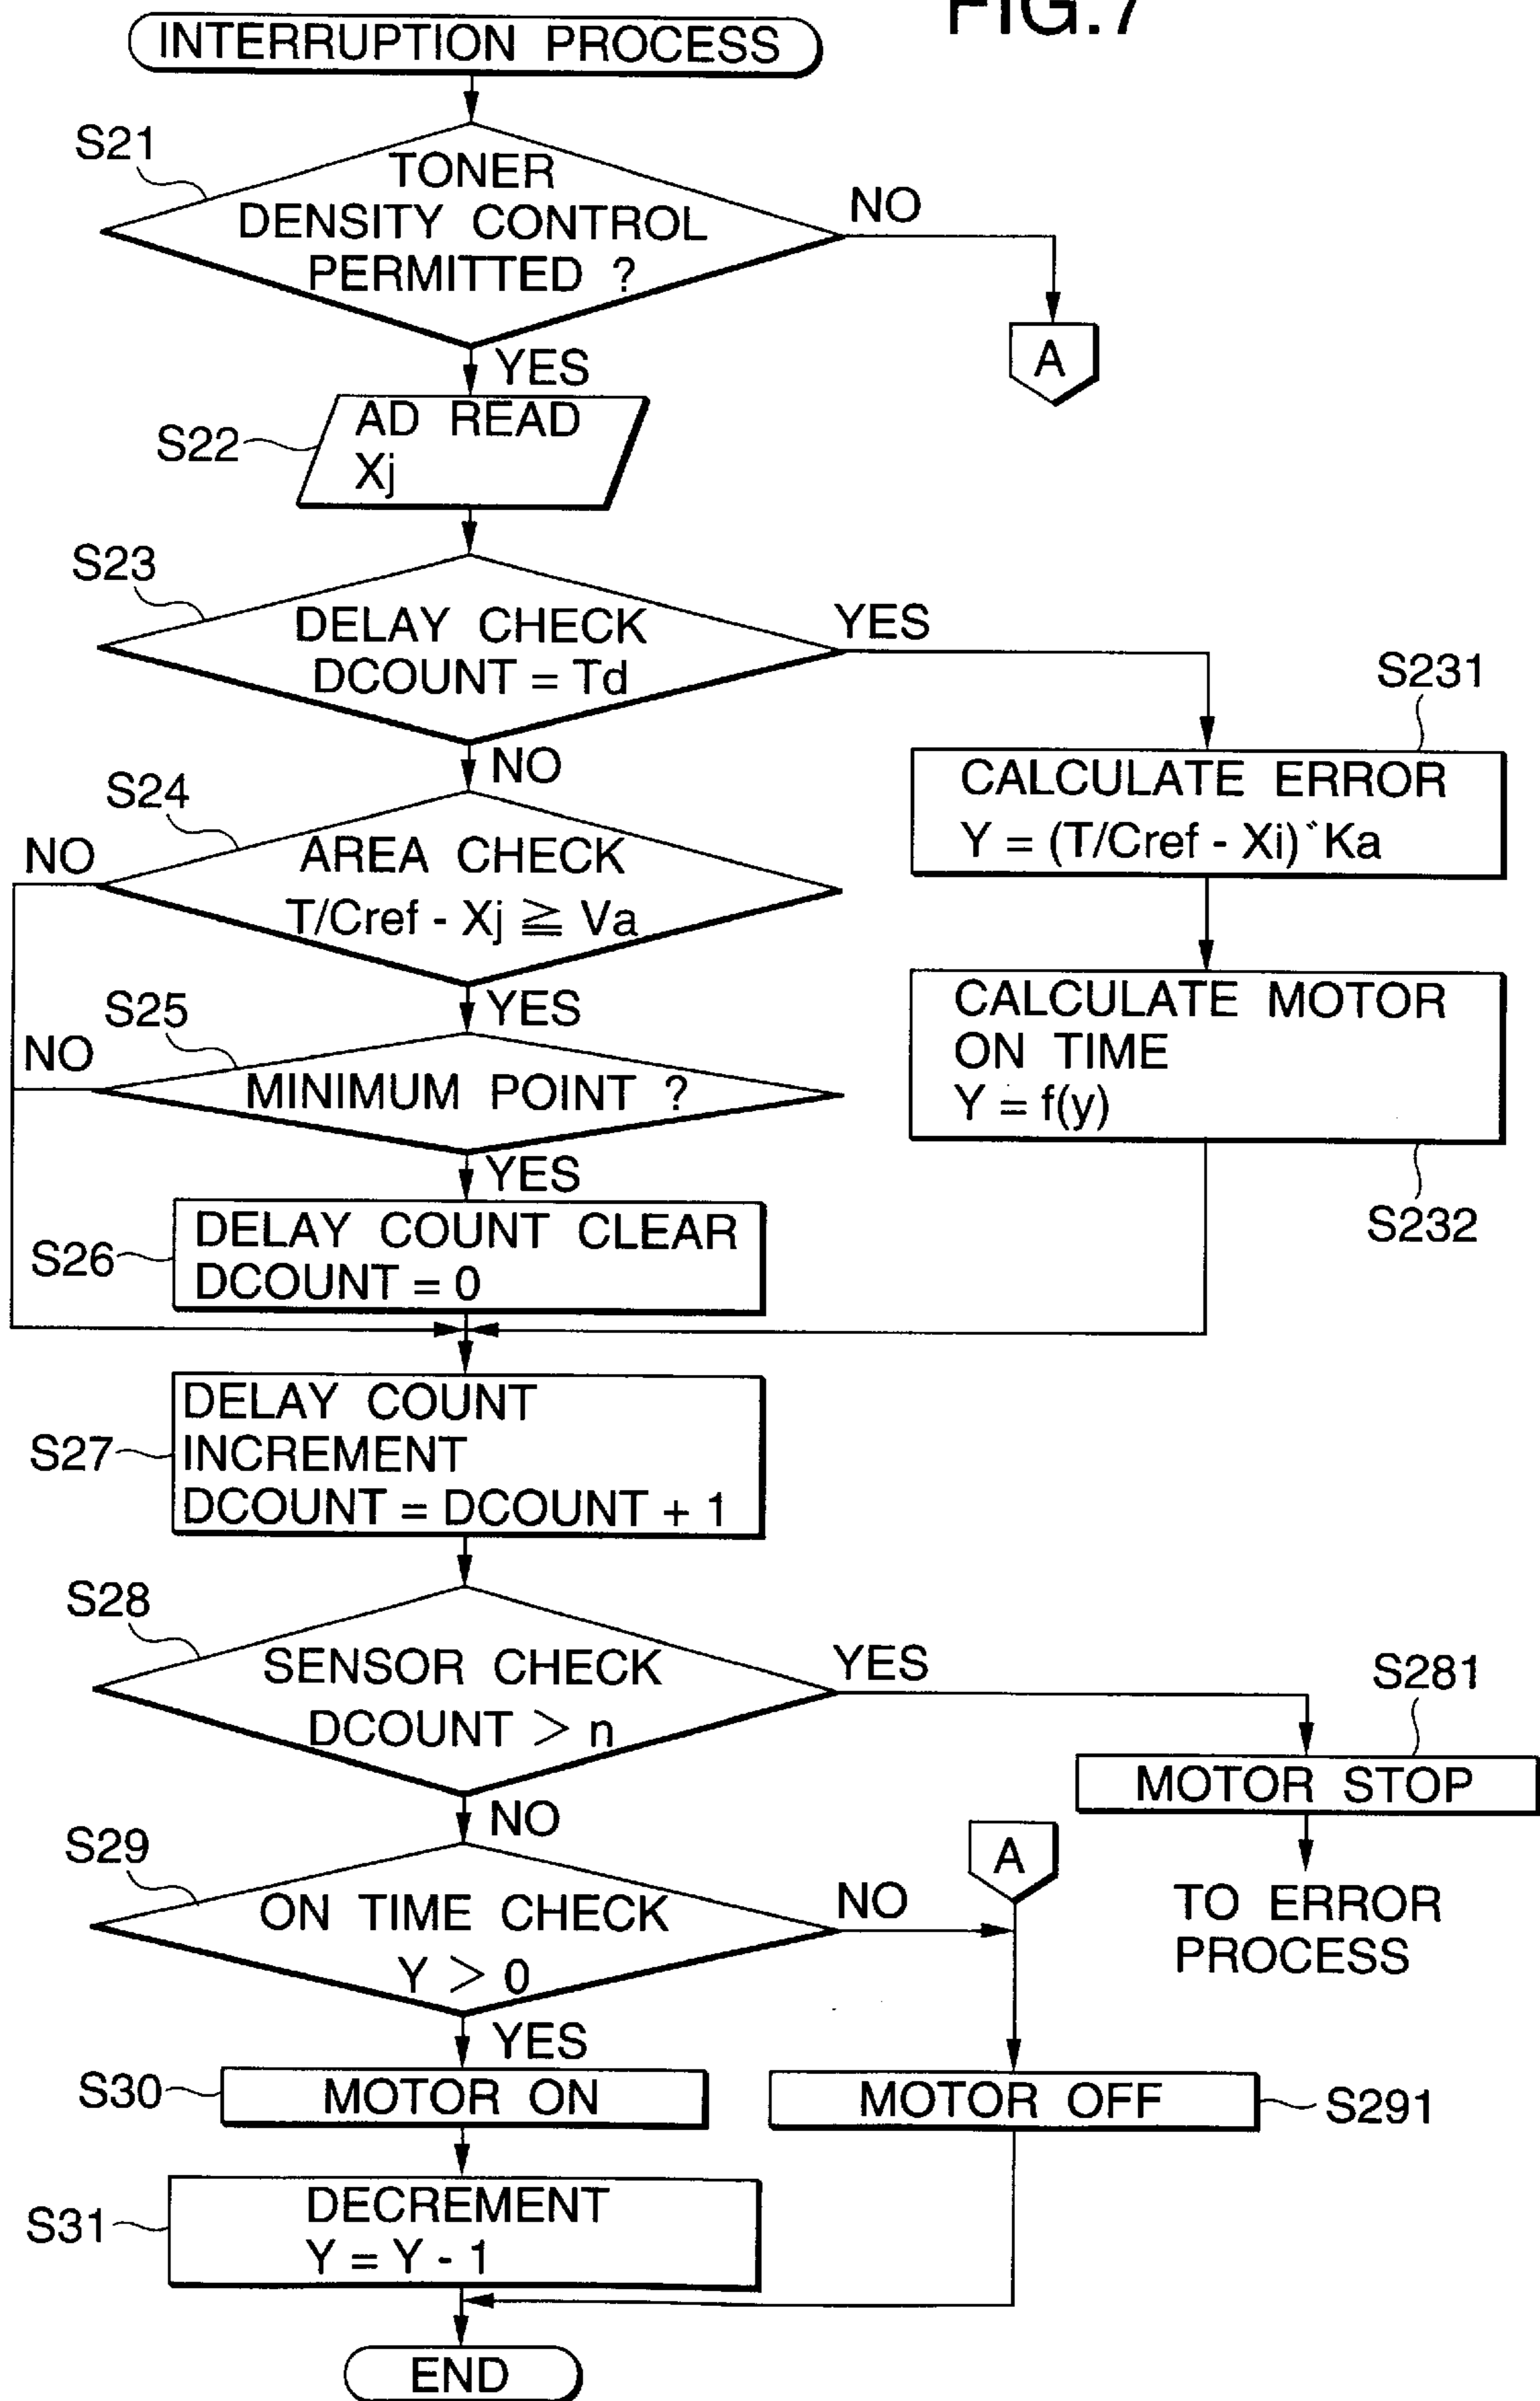 FIG.7
INTERRUPTION PROCESS
S21
TONER
DENSITY CONTROL
PERMITTED ?
NO
A
YES
S22
AD READ
Xj
S23
DELAY CHECK
DCOUNT = Td
YES
NO
S231
CALCULATE ERROR
Y = (T/Cref - Xi)*Ka
S24
NO
AREA CHECK
T/Cref - Xj ≧ Va
YES
S232
CALCULATE MOTOR
ON TIME
Y = f(y)
S25
NO
MINIMUM POINT ?
YES
S26
DELAY COUNT CLEAR
DCOUNT = 0
S27
DELAY COUNT
INCREMENT
DCOUNT = DCOUNT + 1
S28
SENSOR CHECK
DCOUNT > n
YES
S281
MOTOR STOP
TO ERROR
PROCESS
NO
S29
ON TIME CHECK
Y > 0
NO
A
YES
S30
MOTOR ON
MOTOR OFF
S291
S31
DECREMENT
Y = Y - 1
END